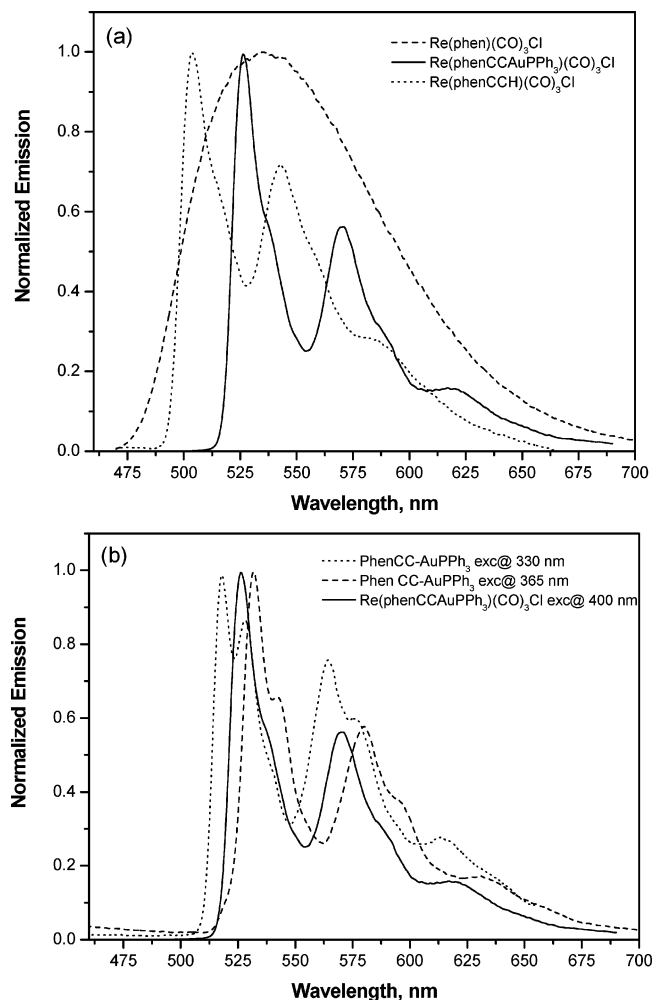 (a)
Re(phen)(CO)₃Cl
Re(phenCCAuPPh₃)(CO)₃Cl
Re(phenCCH)(CO)₃Cl
1.0
0.8
0.6
0.4
0.2
0.0
Normalized Emission
475 500 525 550 575 600 625 650 675 700
Wavelength, nm
(b)
PhenCC-AuPPh₃ exc@ 330 nm
Phen CC-AuPPh₃ exc@ 365 nm
Re(phenCCAuPPh₃)(CO)₃Cl exc@ 400 nm
1.0
0.8
0.6
0.4
0.2
0.0
Normalized Emission
475 500 525 550 575 600 625 650 675 700
Wavelength, nm